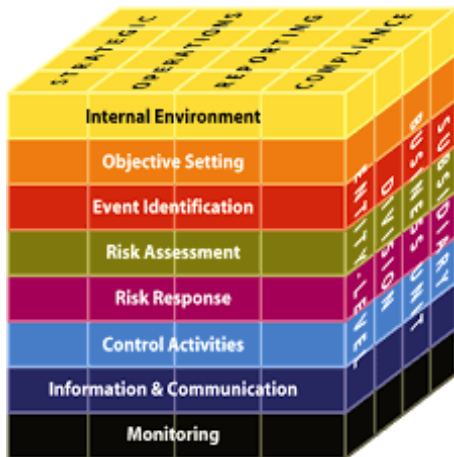 STRATEGIC
OPERATIONS
REPORTING
COMPLIANCE
Internal Environment
Objective Setting
Event Identification
Risk Assessment
Risk Response
Control Activities
Information & Communication
Monitoring
ENTITY-LEVEL
DIVISION
BUSINESS UNIT
SUBSIDIARY